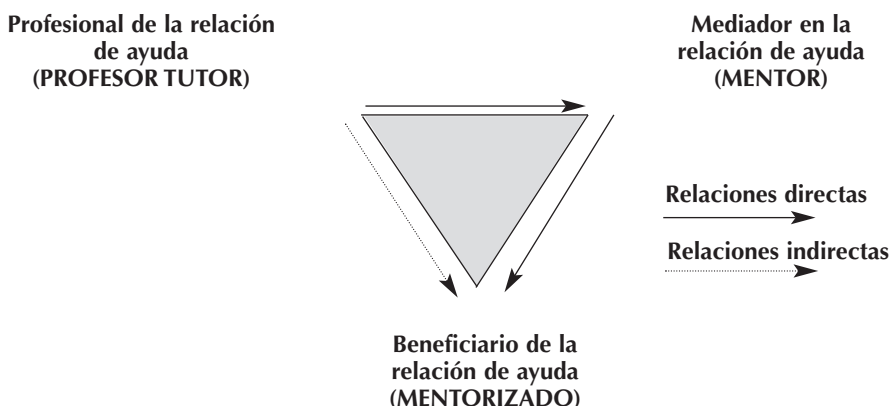 Profesional de la relación
de ayuda
(PROFESOR TUTOR)
Mediador en la
relación de ayuda
(MENTOR)
Relaciones directas
Relaciones indirectas
Beneficiario de la
relación de ayuda
(MENTORIZADO)